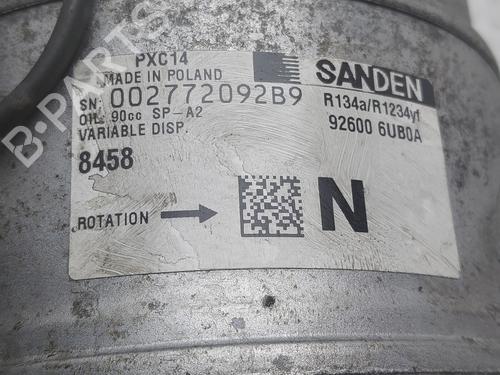 PXC14
MADE IN POLAND
SANDEN
SN: 002772092B9
R134a/R1234yf
OIL. 90cc SP-A2
92600 6UB0A
VARIABLE DISP.
8458
ROTATION
N
B-PARTS